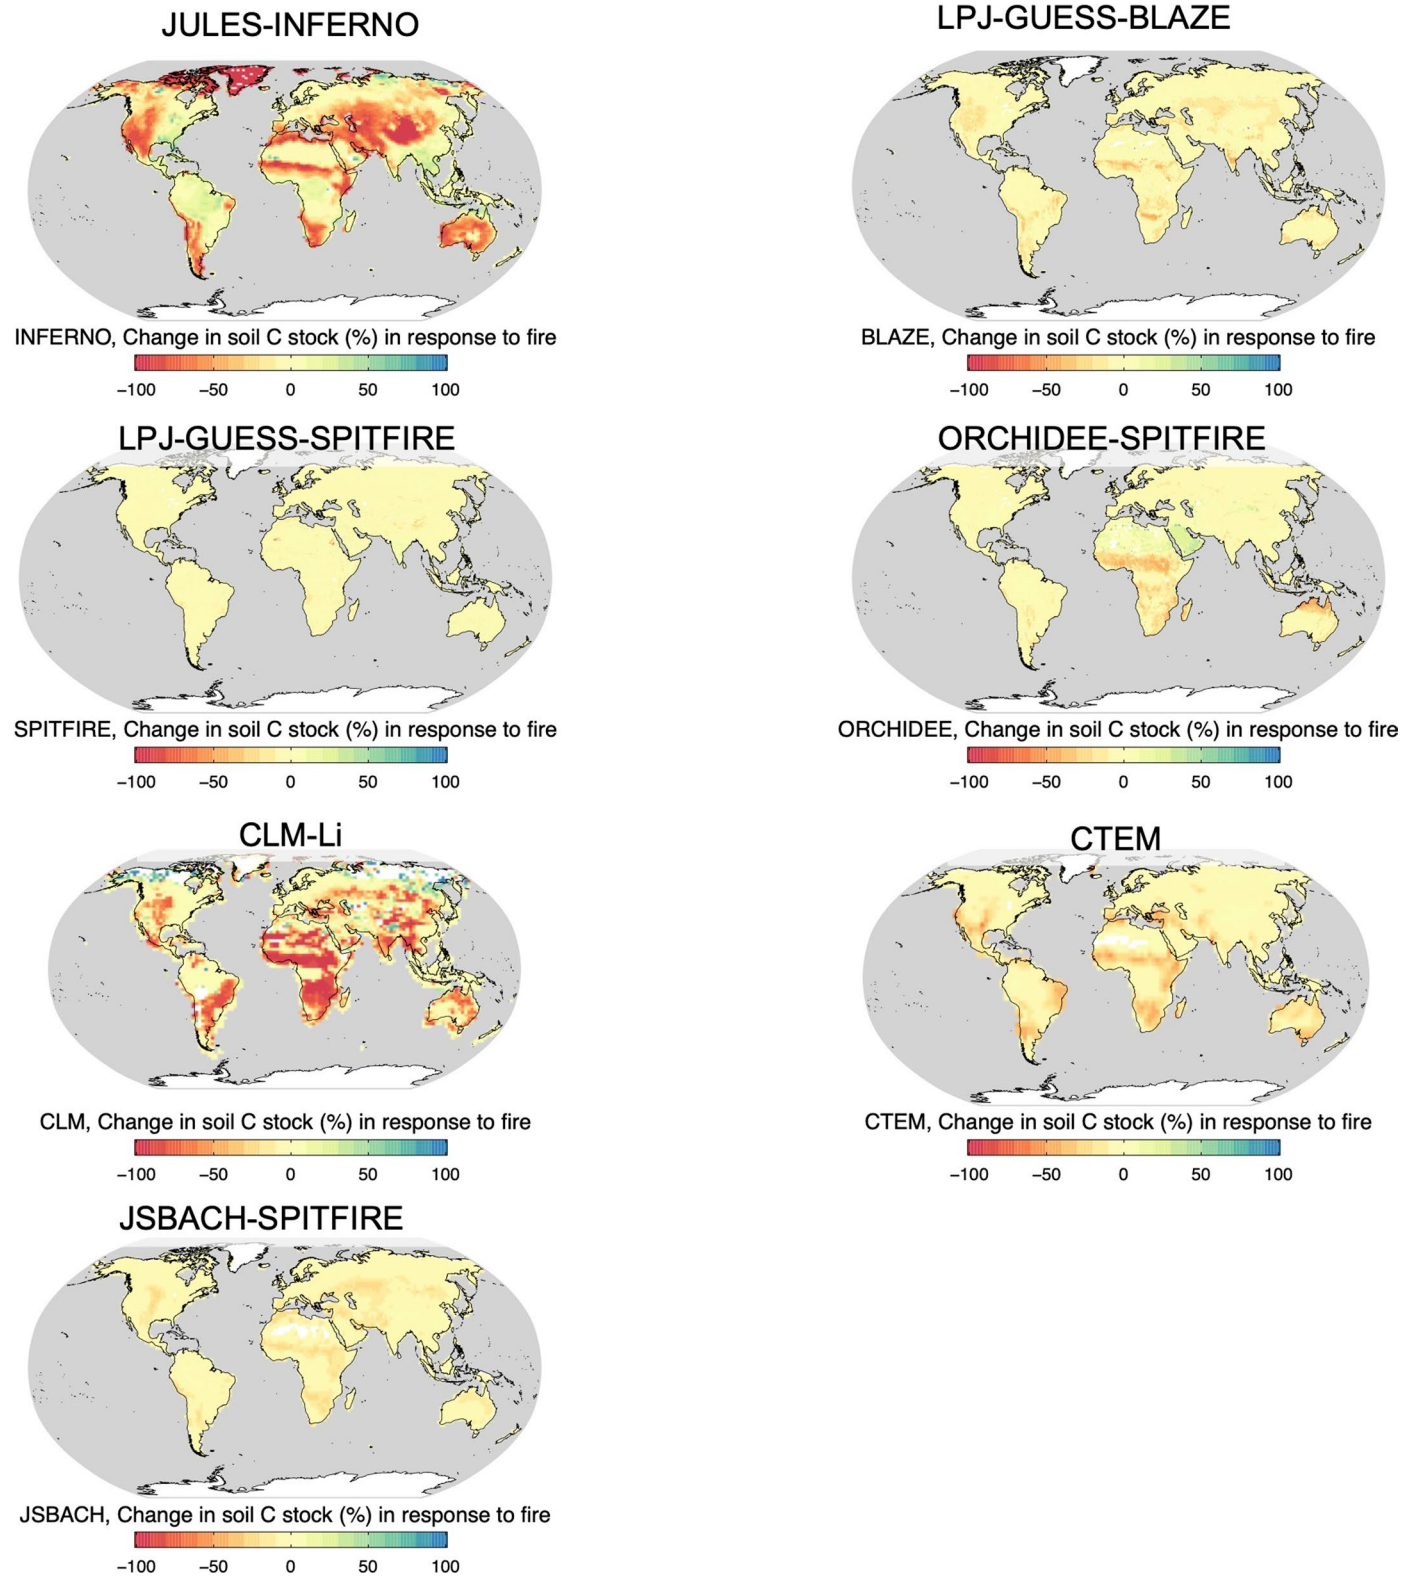 JULES-INFERNO
LPJ-GUESS-BLAZE
INFERNO, Change in soil C stock (%) in response to fire
−100 −50 0 50 100
BLAZE, Change in soil C stock (%) in response to fire
−100 −50 0 50 100
LPJ-GUESS-SPITFIRE
ORCHIDEE-SPITFIRE
SPITFIRE, Change in soil C stock (%) in response to fire
−100 −50 0 50 100
ORCHIDEE, Change in soil C stock (%) in response to fire
−100 −50 0 50 100
CLM-Li
CTEM
CLM, Change in soil C stock (%) in response to fire
−100 −50 0 50 100
CTEM, Change in soil C stock (%) in response to fire
−100 −50 0 50 100
JSBACH-SPITFIRE
JSBACH, Change in soil C stock (%) in response to fire
−100 −50 0 50 100